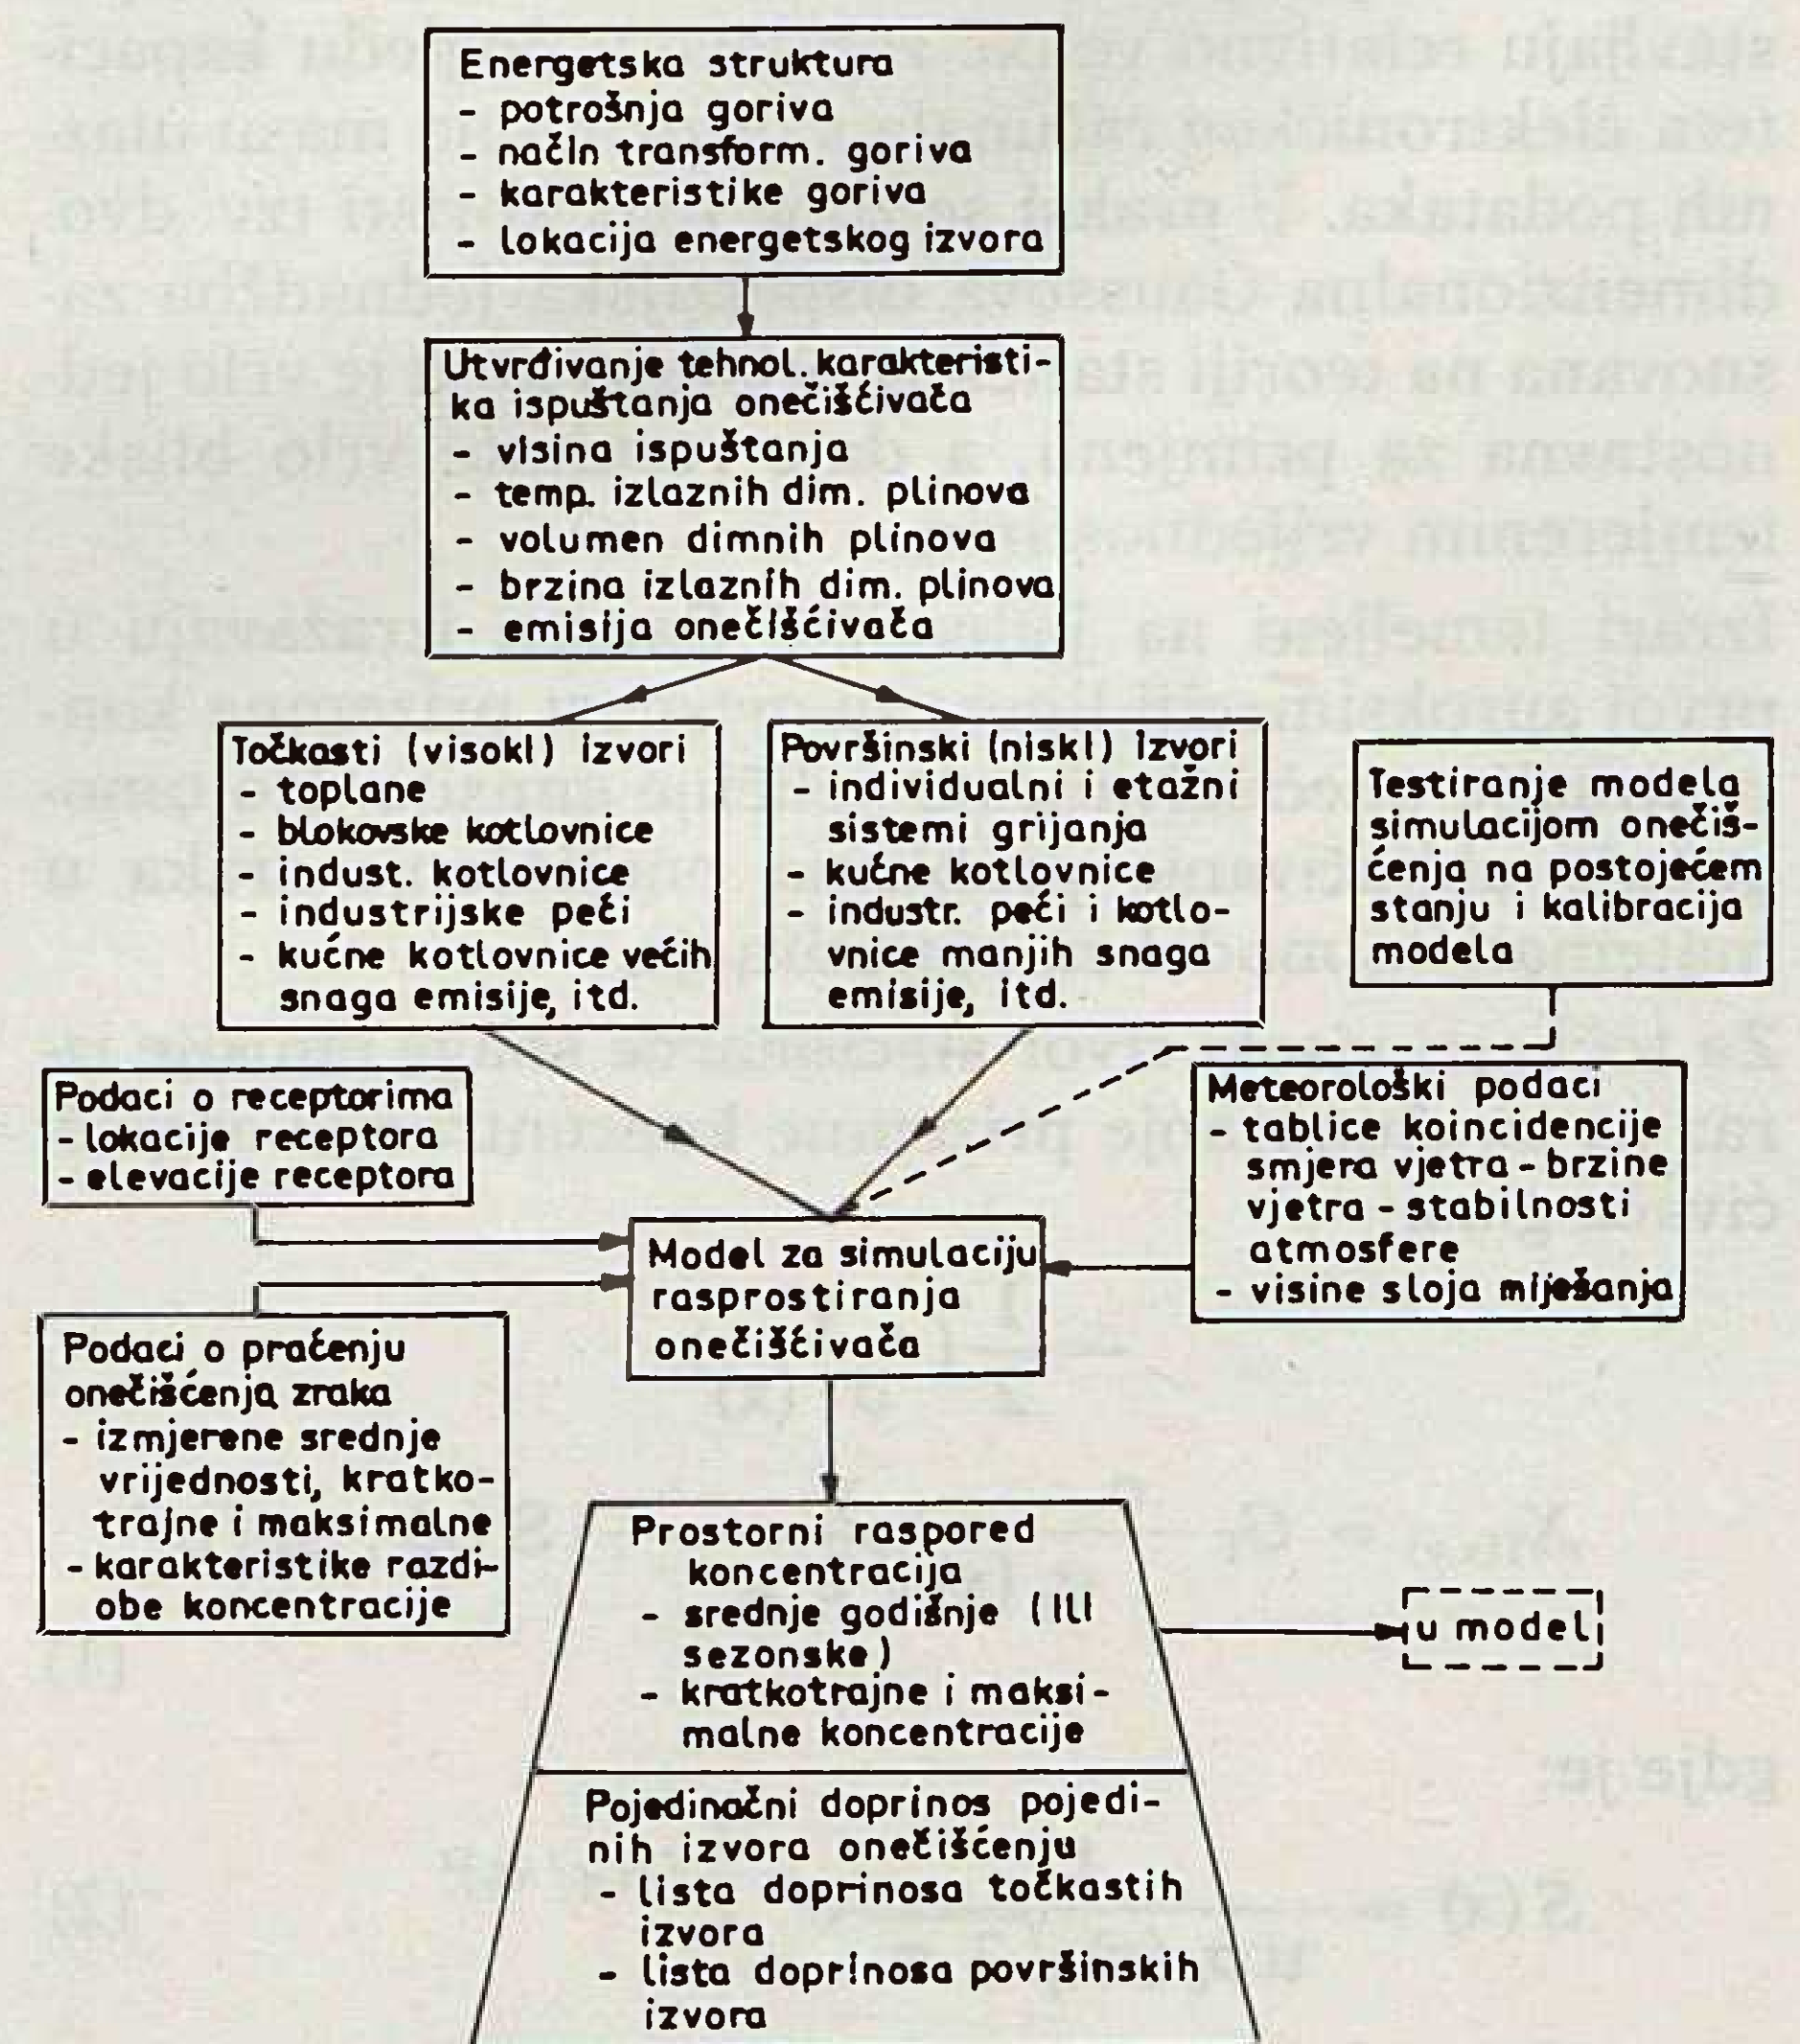 Energetska struktura
- potrošnja goriva
- način transform. goriva
- karakteristike goriva
- lokacija energetskog izvora
Utvrđivanje tehnol. karakteristi-
ka ispuštanja onečišćivača
- visina ispuštanja
- temp. izlaznih dim. plinova
- volumen dimnih plinova
- brzina izlaznih dim. plinova
- emisija onečišćivača
Točkasti (visoki) izvori
- toplane
- blokovske kotlovnice
- indust. kotlovnice
- industrijske peći
- kućne kotlovnice većih
snaga emisije, itd.
Površinski (niski) izvori
- individualni i etažni
sistemi grijanja
- kućne kotlovnice
- industr. peći i kotlo-
vnice manjih snaga
emisije, itd.
Testiranje modela
simulacijom onečiš-
ćenja na postojećem
stanju i kalibracija
modela
Podaci o receptorima
- lokacije receptora
- elevacije receptora
Meteorološki podaci
- tablice koincidencije
smjera vjetra - brzine
vjetra - stabilnosti
atmosfere
- visine sloja miješanja
Model za simulaciju
rasprostiranja
onečišćivača
Podaci o praćenju
onečišćenja zraka
- izmjerene srednje
vrijednosti, kratko-
trajne i maksimalne
- karakteristike razdi-
obe koncentracije
Prostorni raspored
koncentracija
- srednje godišnje (ili
sezonske)
- kratkotrajne i maksi-
malne koncentracije
u model
Pojedinačni doprinos pojedi-
nih izvora onečišćenju
- lista doprinosa točkastih
izvora
- lista doprinosa površinskih
izvora